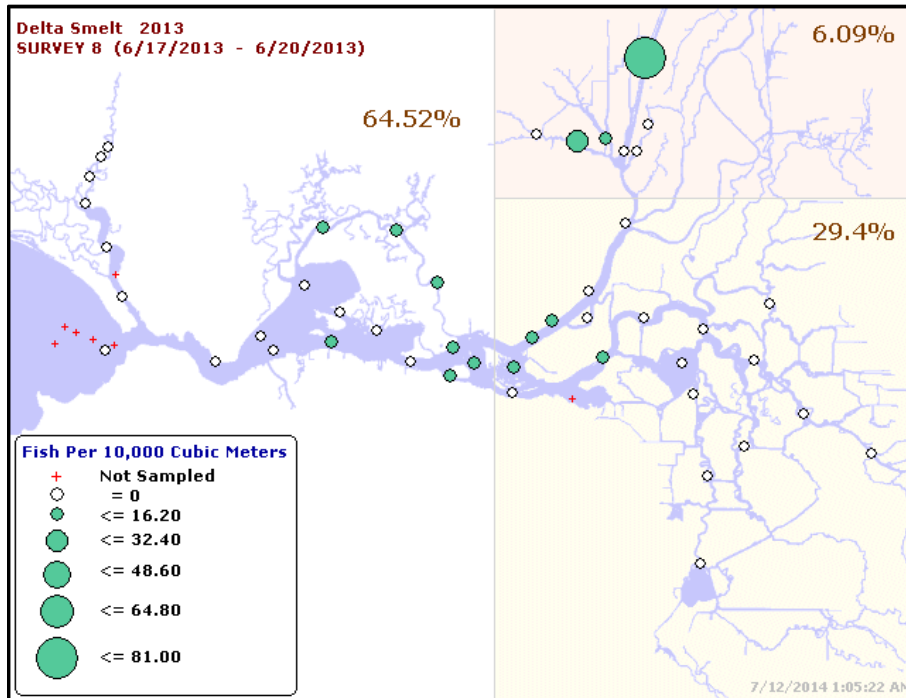 Delta Smelt 2013
SURVEY 8 (6/17/2013 - 6/20/2013)
6.09%
64.52%
29.4%
Fish Per 10,000 Cubic Meters
Not Sampled
= 0
<= 16.20
<= 32.40
<= 48.60
<= 64.80
<= 81.00
7/12/2014 1:05:22 AM